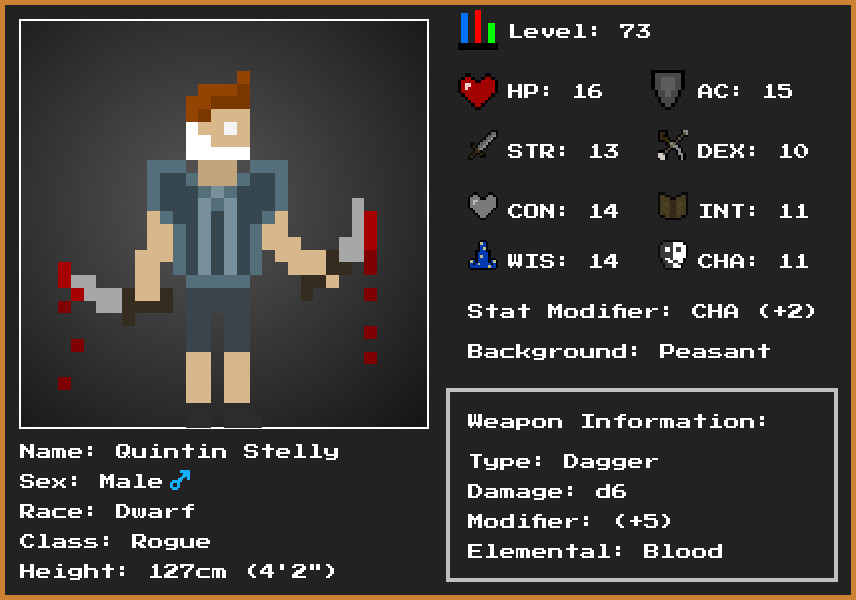 Level: 73
HP: 16
AC: 15
STR: 13
DEX: 10
CON: 14
INT: 11
WIS: 14
CHA: 11
Stat Modifier: CHA (+2)
Background: Peasant
Weapon Information:
Type: Dagger
Damage: d6
Modifier: (+5)
Elemental: Blood
Name: Quintin Stelly
Sex: Male♂
Race: Dwarf
Class: Rogue
Height: 127cm (4'2")